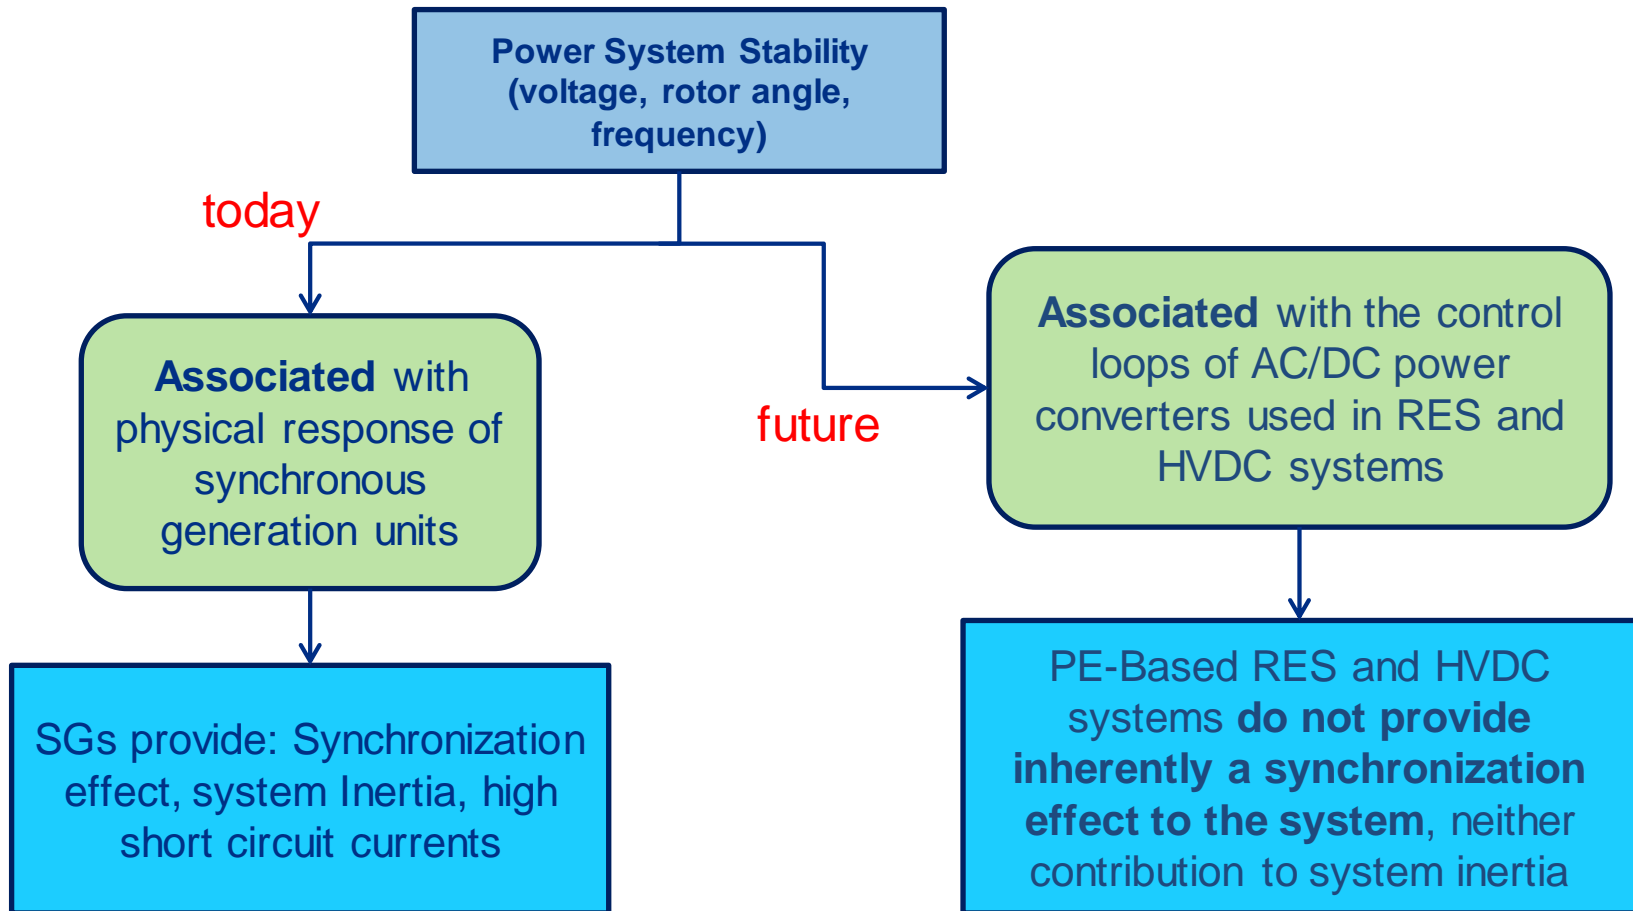 Power System Stability
(voltage, rotor angle,
frequency)
today
future
Associated with
physical response of
synchronous
generation units
Associated with the control
loops of AC/DC power
converters used in RES and
HVDC systems
SGs provide: Synchronization
effect, system Inertia, high
short circuit currents
PE-Based RES and HVDC
systems do not provide
inherently a synchronization
effect to the system, neither
contribution to system inertia